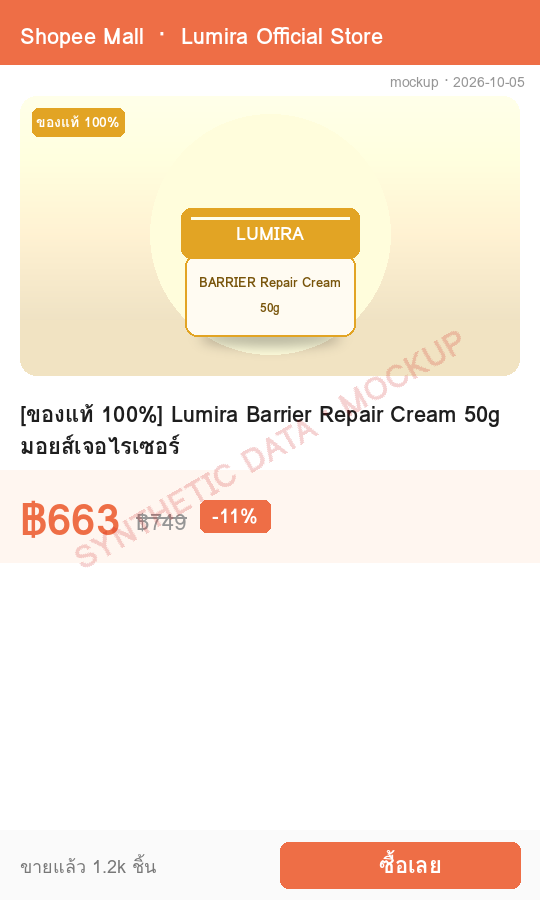 Shopee Mall · Lumira Official Store
mockup · 2026-10-05
ของแท้ 100%
LUMIRA
BARRIER Repair Cream
50g
[ของแท้ 100%] Lumira Barrier Repair Cream 50g
มอยส์เจอไรเซอร์
฿663 ฿749 -11%
SYNTHETIC DATA · MOCKUP
ขายแล้ว 1.2k ชิ้น
ซื้อเลย